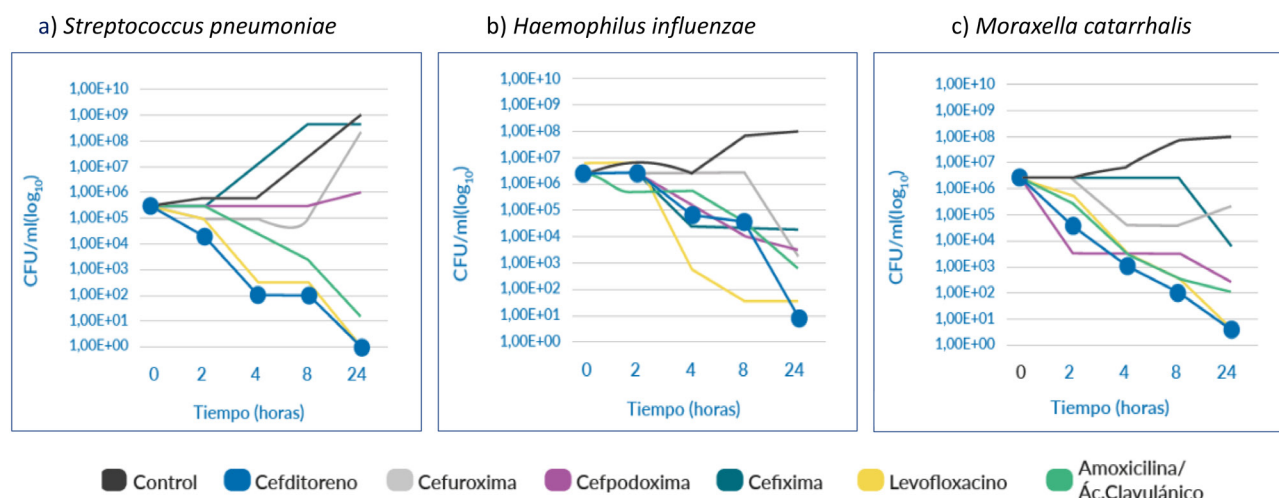 a) Streptococcus pneumoniae
CFU/ml(log10)
1,00E+10
1,00E+09
1,00E+08
1,00E+07
1,00E+06
1,00E+05
1,00E+04
1,00E+03
1,00E+02
1,00E+01
1,00E+00
0 2 4 8 24
Tiempo (horas)
b) Haemophilus influenzae
CFU/ml(log10)
1,00E+10
1,00E+09
1,00E+08
1,00E+07
1,00E+06
1,00E+05
1,00E+04
1,00E+03
1,00E+02
1,00E+01
1,00E+00
0 2 4 8 24
Tiempo (horas)
c) Moraxella catarrhalis
CFU/ml(log10)
1,00E+10
1,00E+09
1,00E+08
1,00E+07
1,00E+06
1,00E+05
1,00E+04
1,00E+03
1,00E+02
1,00E+01
1,00E+00
0 2 4 8 24
Tiempo (horas)
Control
Cefditoreno
Cefuroxima
Cefpodoxima
Cefixima
Levofloxacino
Amoxicilina/
Ác.Clavulánico